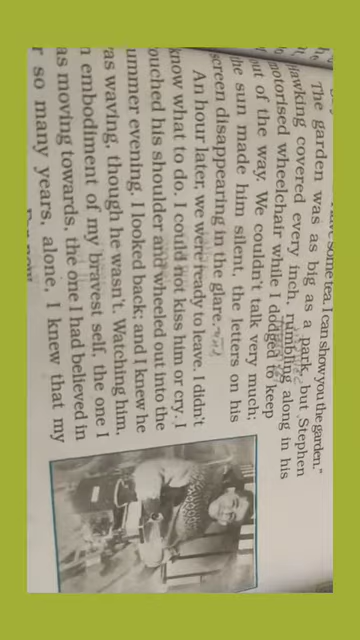 have some tea. I can show you the garden."
The garden was as big as a park, but Stephen
Hawking covered every inch, rumbling along in his
motorised wheelchair while I dodged to keep
out of the way. We couldn't talk very much;
the sun made him silent, the letters on his
screen disappearing in the glare.
An hour later, we were ready to leave. I didn't
know what to do. I could not kiss him or cry. I
touched his shoulder and wheeled out into the
ummer evening. I looked back; and I knew he
as waving, though he wasn't. Watching him,
n embodiment of my bravest self, the one I
as moving towards, the one I had believed in
r so many years, alone, I knew that my